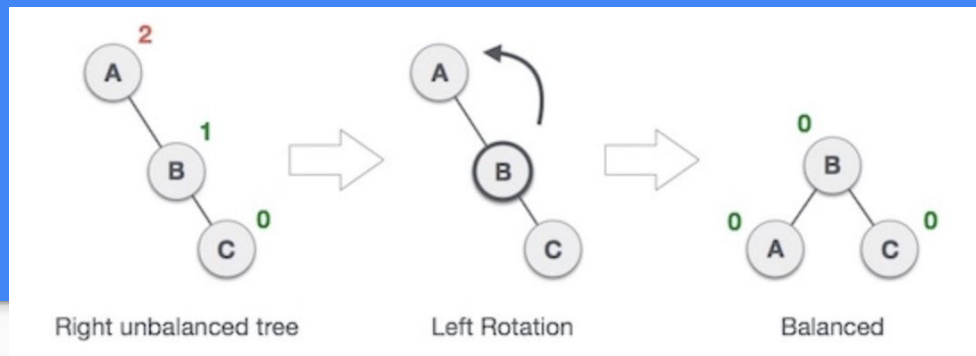 A 2
B 1
C 0
Right unbalanced tree
A
B
C
Left Rotation
0
B
0 A
C 0
Balanced